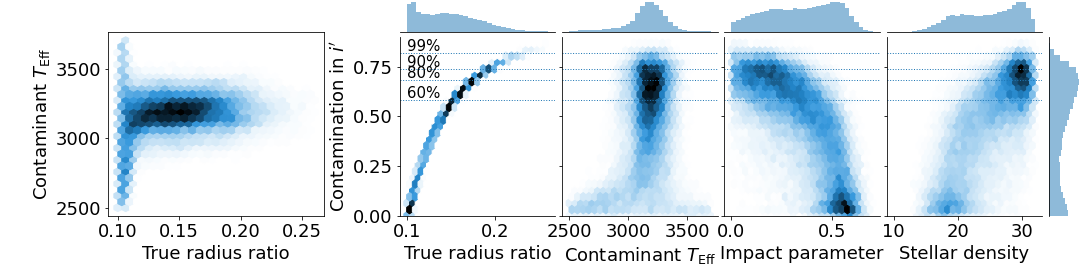 Contaminant T_Eff
3500
3000
2500
0.10 0.15 0.20 0.25
True radius ratio
Contamination in i′
0.75
0.50
0.25
0.00
99%
90%
80%
60%
0.1 0.2
True radius ratio
2500 3000 3500
Contaminant T_Eff
0.0 0.5
Impact parameter
10 20 30
Stellar density